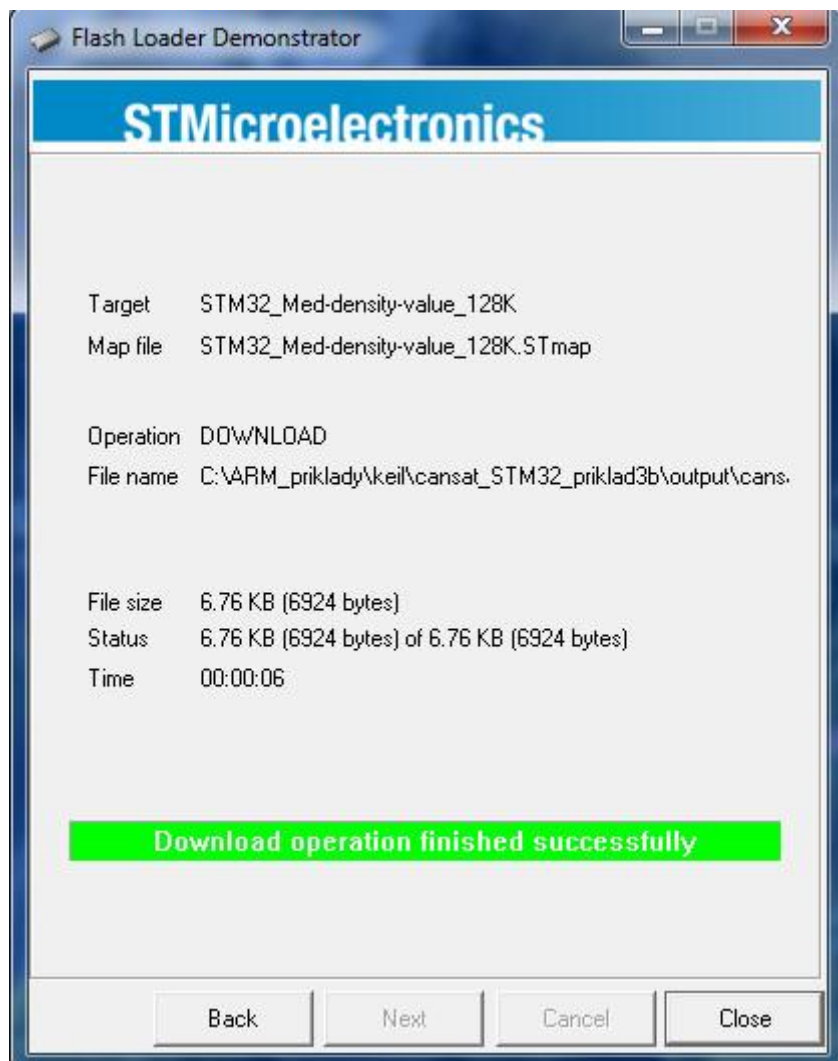 Flash Loader Demonstrator
STMicroelectronics
Target STM32_Med-density-value_128K
Map file STM32_Med-density-value_128K.STmap
Operation DOWNLOAD
File name C:\ARM_priklady\keil\cansat_STM32_priklad3b\output\cans
File size 6.76 KB (6924 bytes)
Status 6.76 KB (6924 bytes) of 6.76 KB (6924 bytes)
Time 00:00:06
Download operation finished successfully
Back Next Cancel Close